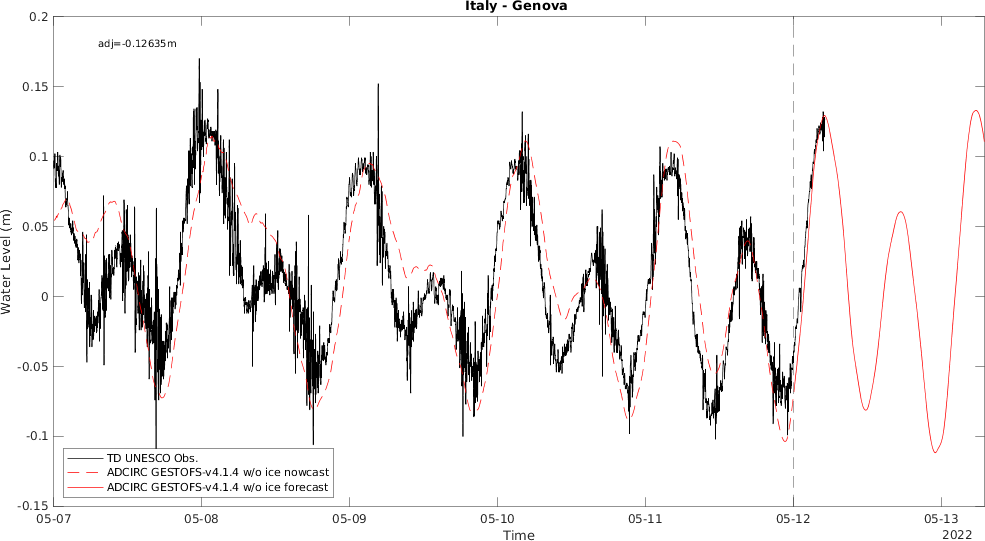 Italy - Genova
adj=-0.12635m
0.2
0.15
0.1
0.05
0
-0.05
-0.1
-0.15
Water Level (m)
TD UNESCO Obs.
ADCIRC GESTOFS-v4.1.4 w/o ice nowcast
ADCIRC GESTOFS-v4.1.4 w/o ice forecast
05-07 05-08 05-09 05-10 05-11 05-12 05-13
Time
2022